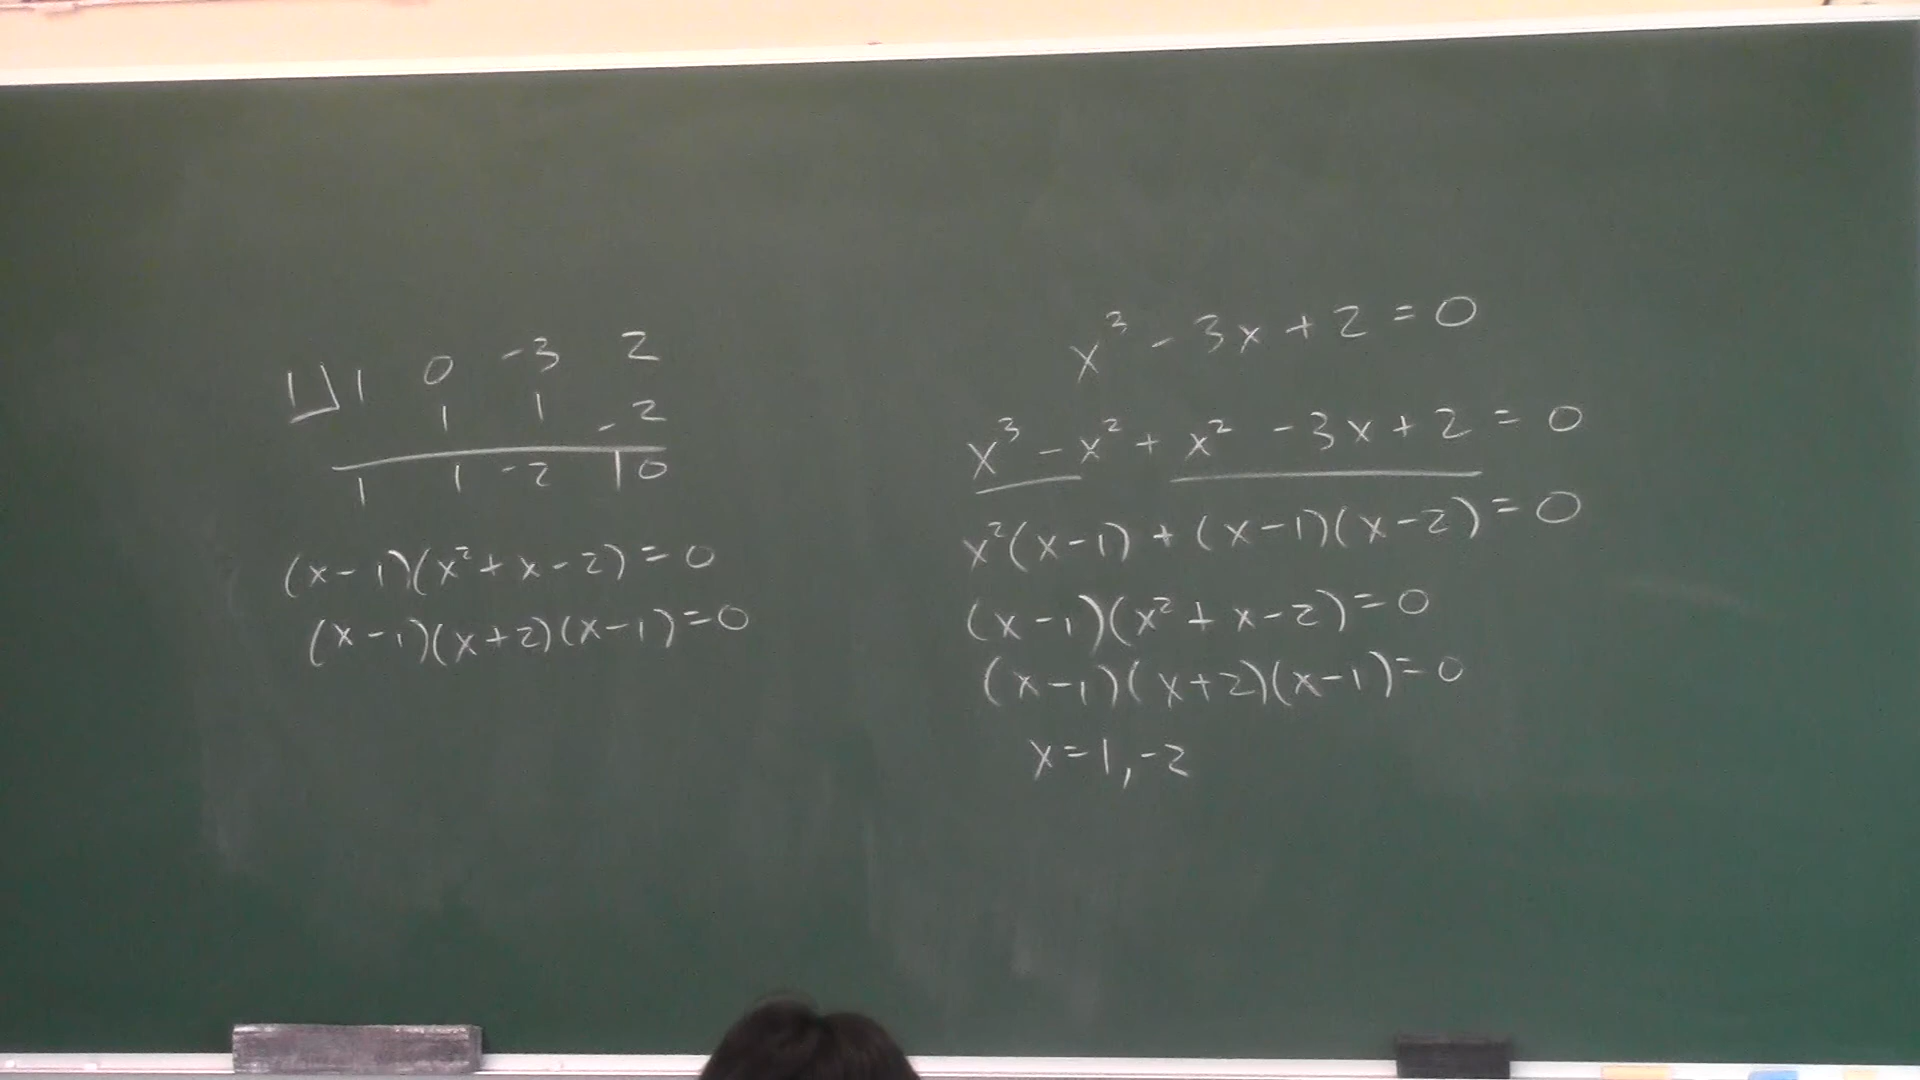 1 | 1 0 -3 2
1 1 -2
1 1 -2 | 0
(x-1)(x²+x-2)=0
(x-1)(x+2)(x-1)=0
x³-3x+2=0
x³-x²+x²-3x+2=0
x²(x-1)+(x-1)(x-2)=0
(x-1)(x²+x-2)=0
(x-1)(x+2)(x-1)=0
x=1,-2